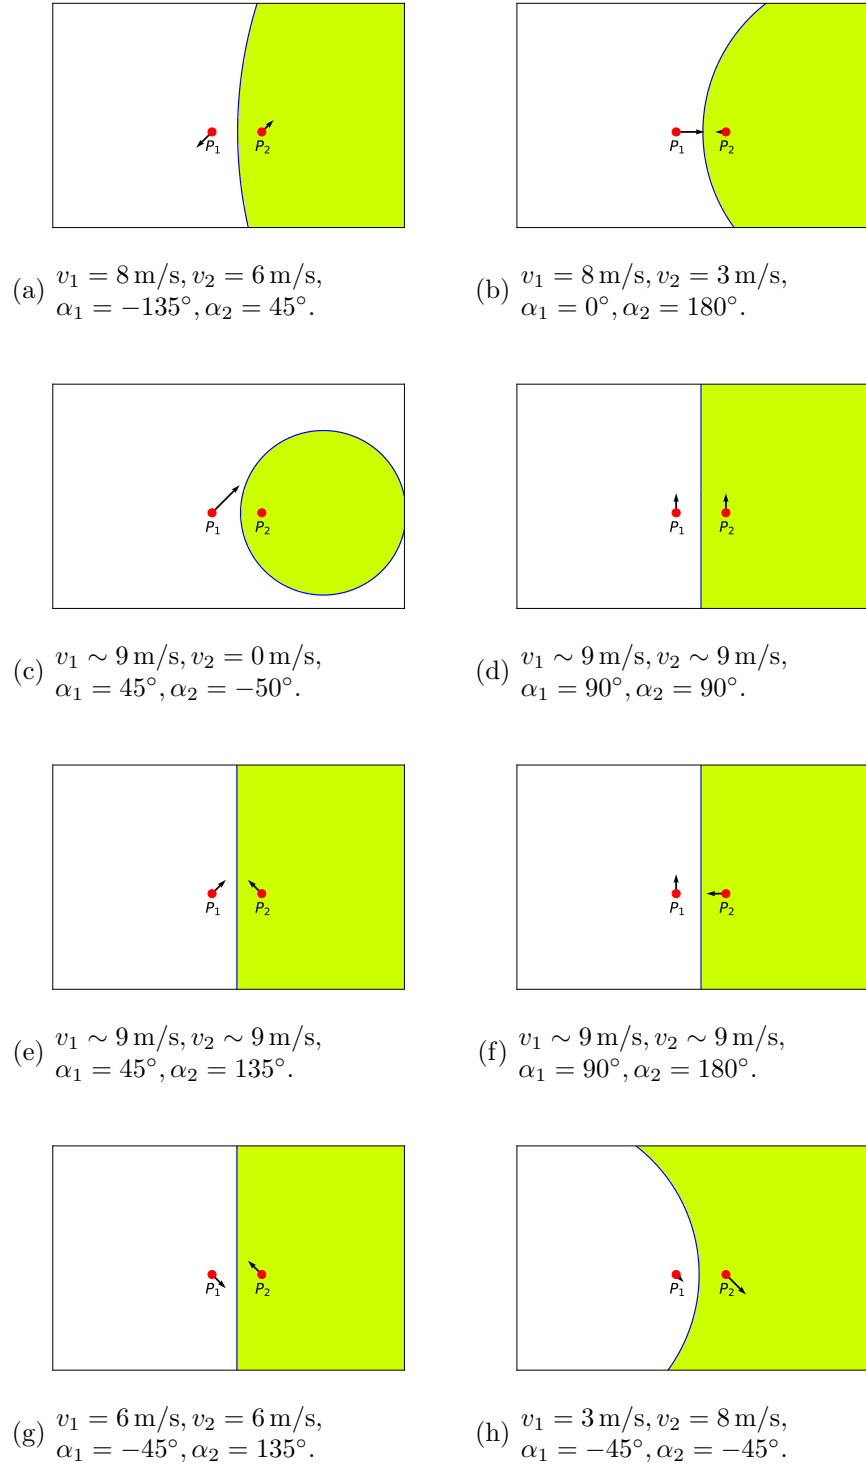 P₁ P₂
P₁ P₂
(a) v₁ = 8 m/s, v₂ = 6 m/s,
α₁ = −135°, α₂ = 45°.
(b) v₁ = 8 m/s, v₂ = 3 m/s,
α₁ = 0°, α₂ = 180°.
P₁ P₂
P₁ P₂
(c) v₁ ∼ 9 m/s, v₂ = 0 m/s,
α₁ = 45°, α₂ = −50°.
(d) v₁ ∼ 9 m/s, v₂ ∼ 9 m/s,
α₁ = 90°, α₂ = 90°.
P₁ P₂
P₁ P₂
(e) v₁ ∼ 9 m/s, v₂ ∼ 9 m/s,
α₁ = 45°, α₂ = 135°.
(f) v₁ ∼ 9 m/s, v₂ ∼ 9 m/s,
α₁ = 90°, α₂ = 180°.
P₁ P₂
P₁ P₂
(g) v₁ = 6 m/s, v₂ = 6 m/s,
α₁ = −45°, α₂ = 135°.
(h) v₁ = 3 m/s, v₂ = 8 m/s,
α₁ = −45°, α₂ = −45°.